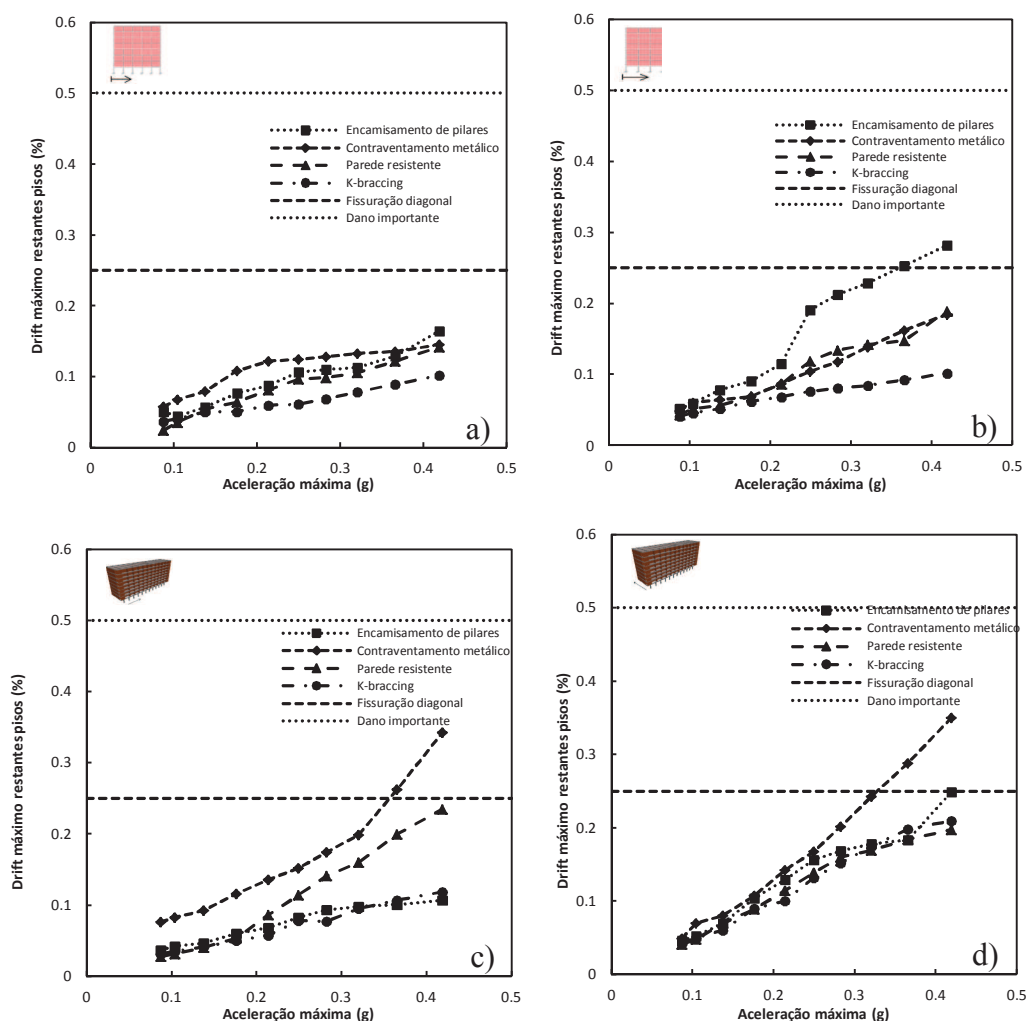 0.6
0.5
0.4
0.3
0.2
0.1
0
Drift máximo restantes pisos (%)
Encamisamento de pilares
Contraventamento metálico
Parede resistente
K-braccing
Fissuração diagonal
Dano importante
a)
0 0.1 0.2 0.3 0.4 0.5
Aceleração máxima (g)
0.6
0.5
0.4
0.3
0.2
0.1
0
Drift máximo restantes pisos (%)
Encamisamento de pilares
Contraventamento metálico
Parede resistente
K-braccing
Fissuração diagonal
Dano importante
b)
0 0.1 0.2 0.3 0.4 0.5
Aceleração máxima (g)
0.6
0.5
0.4
0.3
0.2
0.1
0
Drift máximo restantes pisos (%)
Encamisamento de pilares
Contraventamento metálico
Parede resistente
K-braccing
Fissuração diagonal
Dano importante
c)
0 0.1 0.2 0.3 0.4 0.5
Aceleração máxima (g)
0.6
0.5
0.4
0.3
0.2
0.1
0
Drift máximo restantes pisos (%)
Encamisamento de pilares
Contraventamento metálico
Parede resistente
K-braccing
Fissuração diagonal
Dano importante
d)
0 0.1 0.2 0.3 0.4 0.5
Aceleração máxima (g)